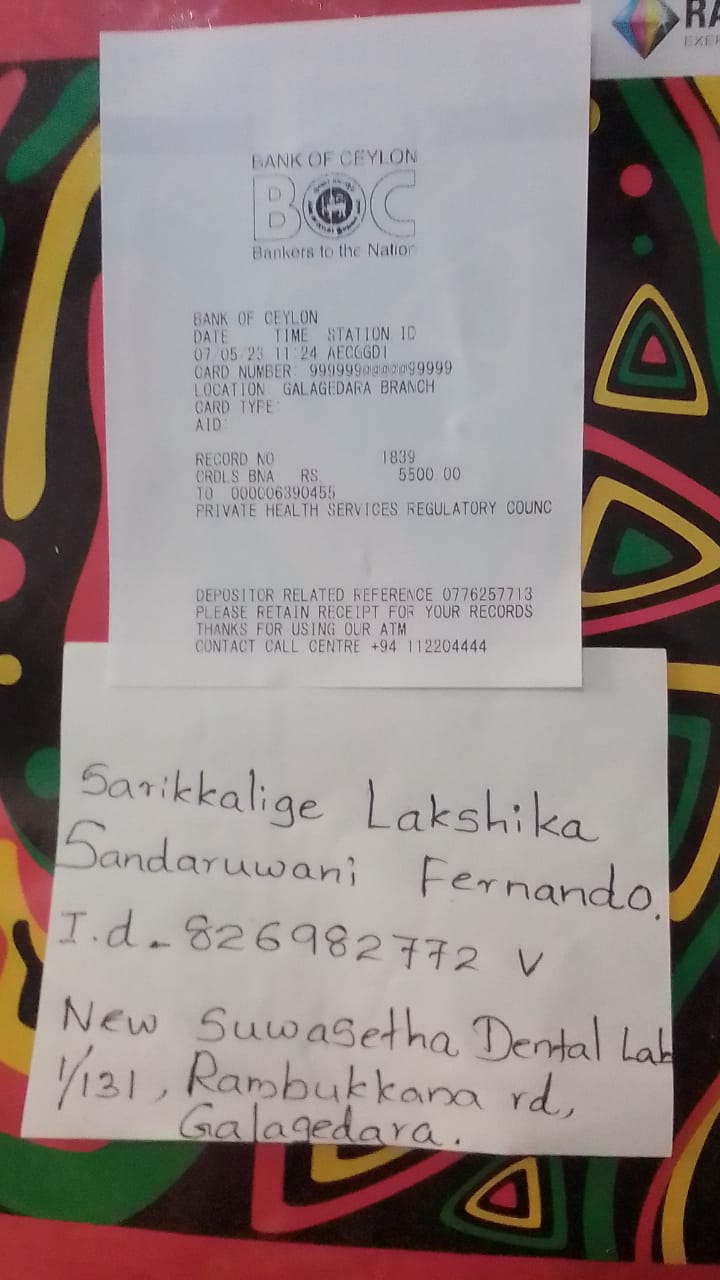 RA
EXE
BANK OF CEYLON
BOC
Bankers to the Nation
BANK OF CEYLON
DATE TIME STATION ID
07/05/23 11:24 AECGGD1
CARD NUMBER: 999999@@@@@@99999
LOCATION: GALAGEDARA BRANCH
CARD TYPE:
AID:
RECORD NO 1839
CRDLS BNA RS. 5500.00
TO 000006390455
PRIVATE HEALTH SERVICES REGULATORY COUNC
DEPOSITOR RELATED REFERENCE 0776257713
PLEASE RETAIN RECEIPT FOR YOUR RECORDS
THANKS FOR USING OUR ATM
CONTACT CALL CENTRE +94 112204444
Sarikkalige Lakshika
Sandaruwani Fernando.
I.d - 826982772 V
New Suwasetha Dental Lab
1/131, Rambukkana rd,
Galagedara.